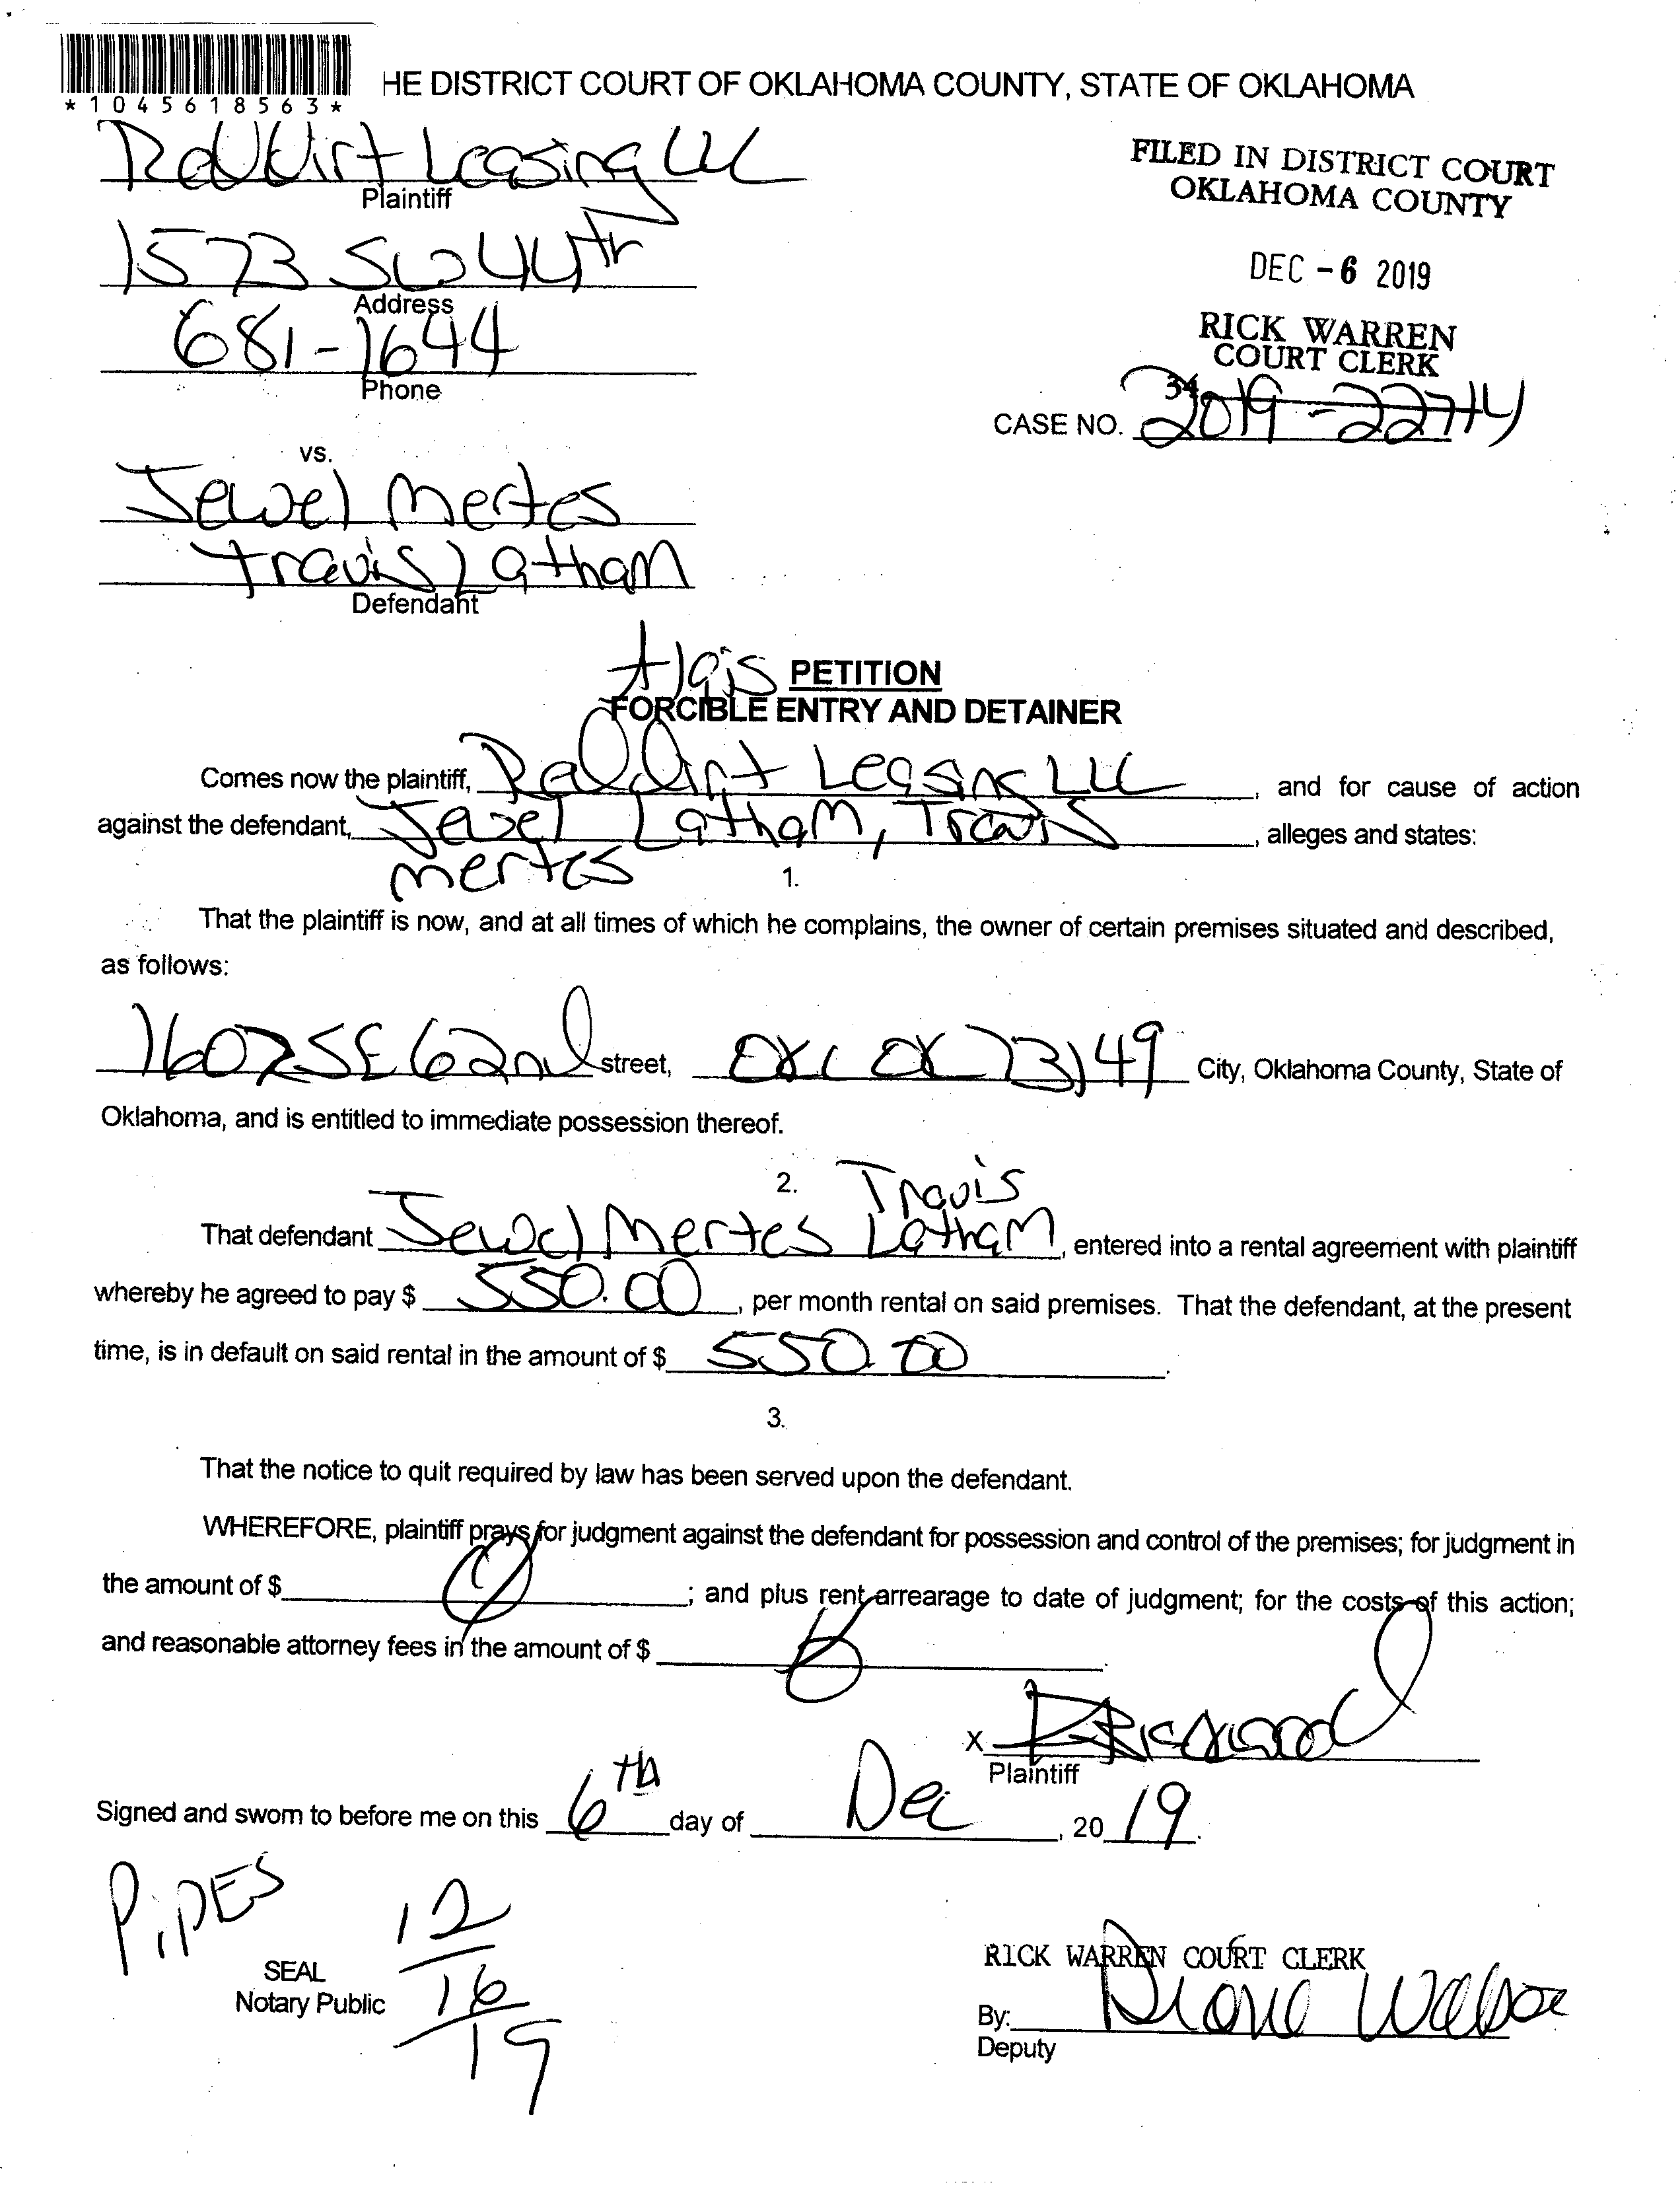 *1045618563*
HE DISTRICT COURT OF OKLAHOMA COUNTY, STATE OF OKLAHOMA
Red dirt Leasing LLC
Plaintiff
FILED IN DISTRICT COURT
OKLAHOMA COUNTY
1573 SW 44th
Address
DEC -6 2019
681-1644
Phone
RICK WARREN
COURT CLERK
34
CASE NO. 2019-22714
vs.
Jewel Mertes
Travis Latham
Defendant
PETITION
FORCIBLE ENTRY AND DETAINER
Comes now the plaintiff, Red dirt Leasing LLC, and for cause of action
against the defendant, Jewel Latham, Travis, alleges and states:
Mertes
1.
That the plaintiff is now, and at all times of which he complains, the owner of certain premises situated and described,
as follows:
1607 SE 62nd street, OKC OK 73149 City, Oklahoma County, State of
Oklahoma, and is entitled to immediate possession thereof.
2.
Travis
That defendant Jewel Mertes Latham, entered into a rental agreement with plaintiff
whereby he agreed to pay $ 550.00, per month rental on said premises. That the defendant, at the present
time, is in default on said rental in the amount of $ 550.00.
3.
That the notice to quit required by law has been served upon the defendant.
WHEREFORE, plaintiff prays for judgment against the defendant for possession and control of the premises; for judgment in
the amount of $ 0; and plus rent arrearage to date of judgment; for the costs of this action;
and reasonable attorney fees in the amount of $ 0.
X
Plaintiff
Signed and sworn to before me on this 6th day of Dec, 2019.
PIPES
12
16
19
SEAL
Notary Public
RICK WARREN COURT CLERK
By: Diane
Deputy